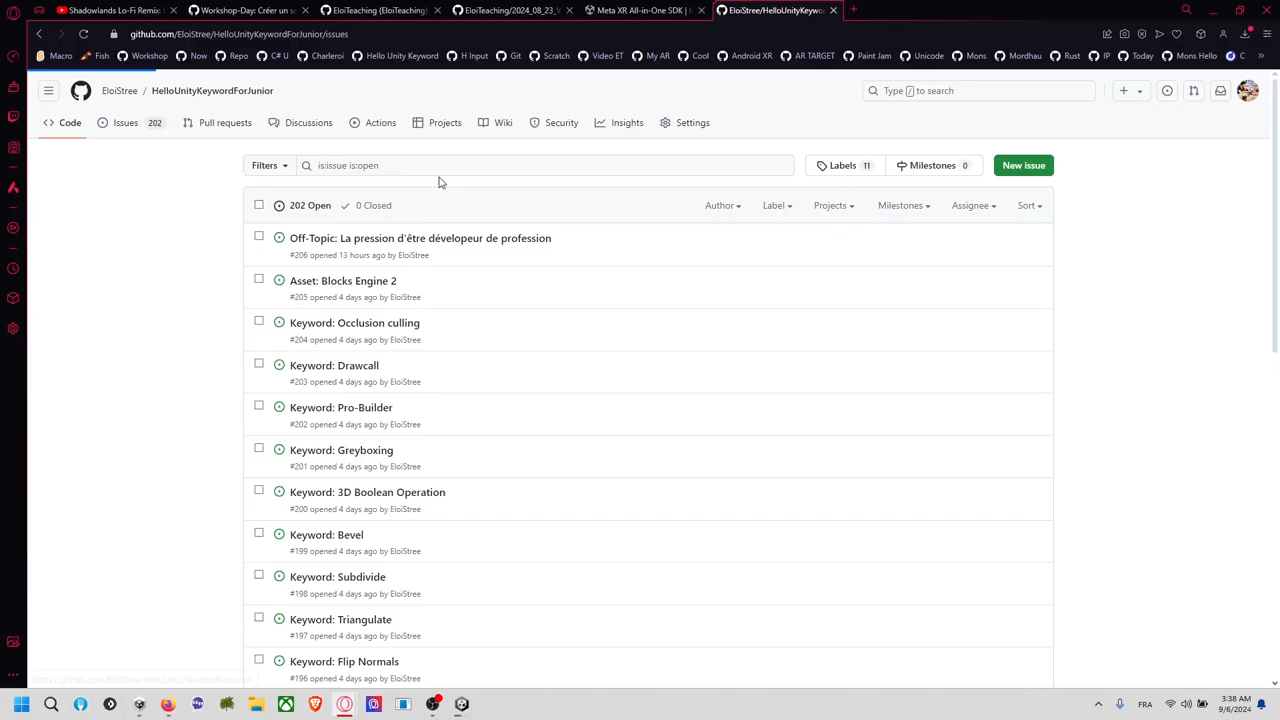 Shadowlands Lo-Fi Remix:
Workshop-Day: Créer un s
EloiTeaching (EloiTeaching)
EloiTeaching/2024_08_23_
Meta XR All-in-One SDK |
EloiStree/HelloUnityKeywor
github.com/EloiStree/HelloUnityKeywordForJunior/issues
Macro
Fish
Workshop
Now
Repo
C# U
Charleroi
Hello Unity Keyword
H Input
Git
Scratch
Video ET
My AR
Cool
Android XR
AR TARGET
Paint Jam
Unicode
Mons
Mordhau
Rust
IP
Today
Mons Hello
C
EloiStree / HelloUnityKeywordForJunior
Type / to search
Code
Issues 202
Pull requests
Discussions
Actions
Projects
Wiki
Security
Insights
Settings
Filters
is:issue is:open
Labels 11
Milestones 0
New issue
202 Open
0 Closed
Author
Label
Projects
Milestones
Assignee
Sort
Off-Topic: La pression d'être dévelopeur de profession
#206 opened 13 hours ago by EloiStree
Asset: Blocks Engine 2
#205 opened 4 days ago by EloiStree
Keyword: Occlusion culling
#204 opened 4 days ago by EloiStree
Keyword: Drawcall
#203 opened 4 days ago by EloiStree
Keyword: Pro-Builder
#202 opened 4 days ago by EloiStree
Keyword: Greyboxing
#201 opened 4 days ago by EloiStree
Keyword: 3D Boolean Operation
#200 opened 4 days ago by EloiStree
Keyword: Bevel
#199 opened 4 days ago by EloiStree
Keyword: Subdivide
#198 opened 4 days ago by EloiStree
Keyword: Triangulate
#197 opened 4 days ago by EloiStree
Keyword: Flip Normals
#196 opened 4 days ago by EloiStree
https://github.com/EloiStree/HelloUnityKeywordForJunior
FRA
3:38 AM
9/6/2024